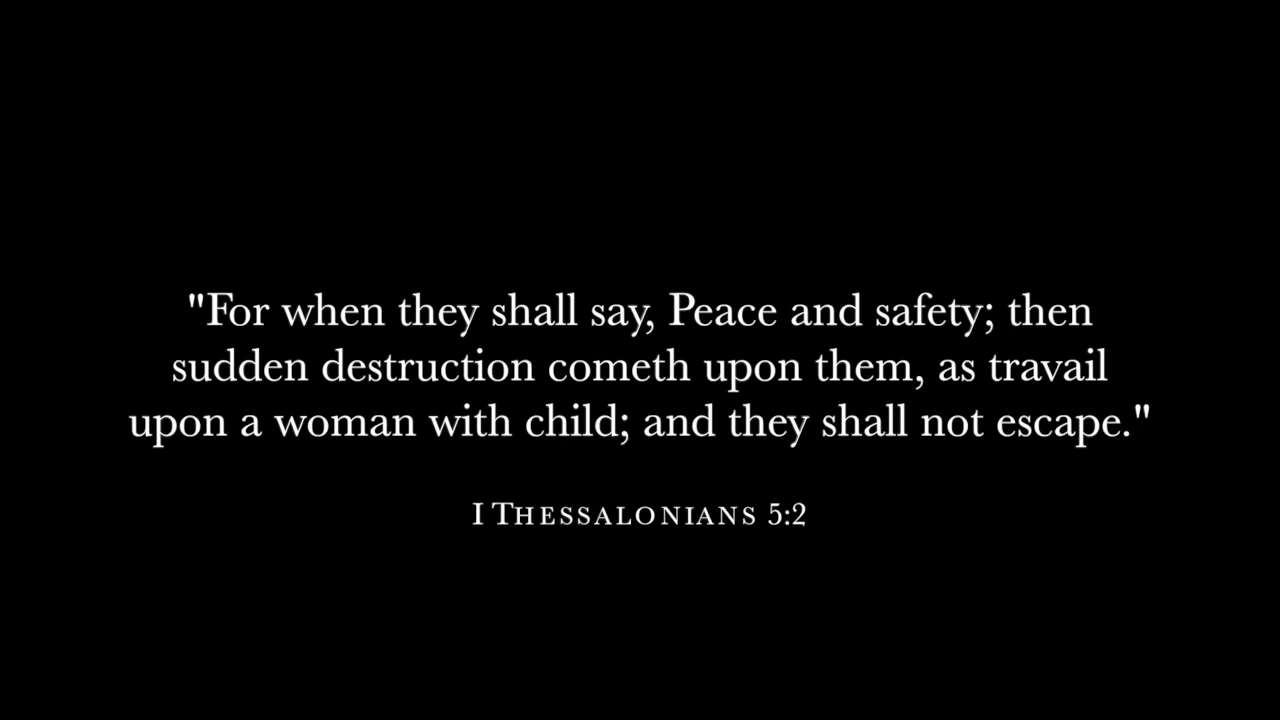 "For when they shall say, Peace and safety; then
sudden destruction cometh upon them, as travail
upon a woman with child; and they shall not escape."
I THESSALONIANS 5:2